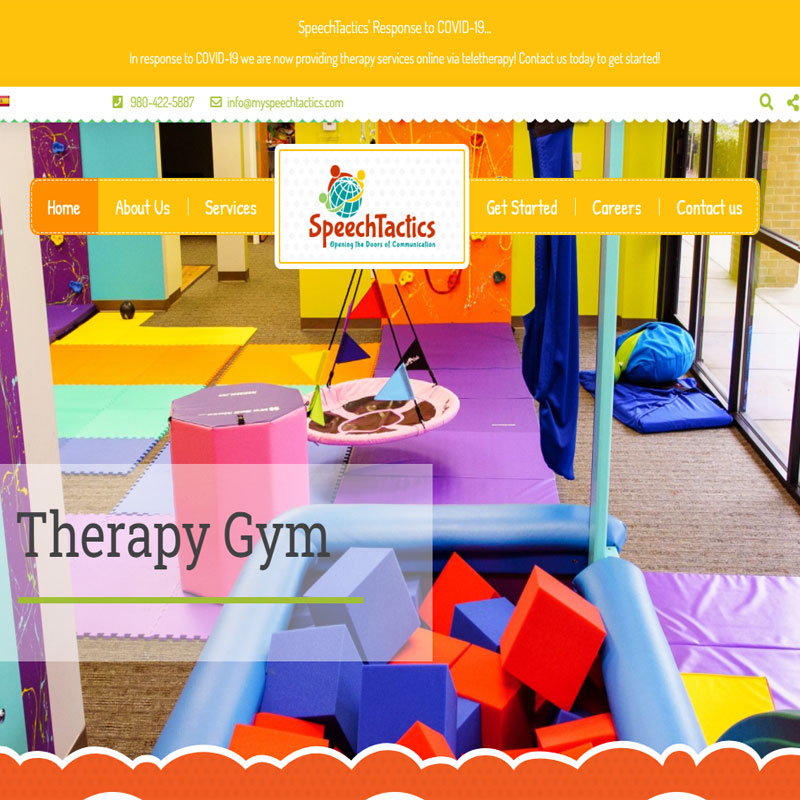 SpeechTactics' Response to COVID-19...
In response to COVID-19 we are now providing therapy services online via teletherapy! Contact us today to get started!
980-422-5887 info@myspeechtactics.com
Home About Us Services
SpeechTactics
Opening the Doors of Communication
Get Started Careers Contact us
Therapy Gym